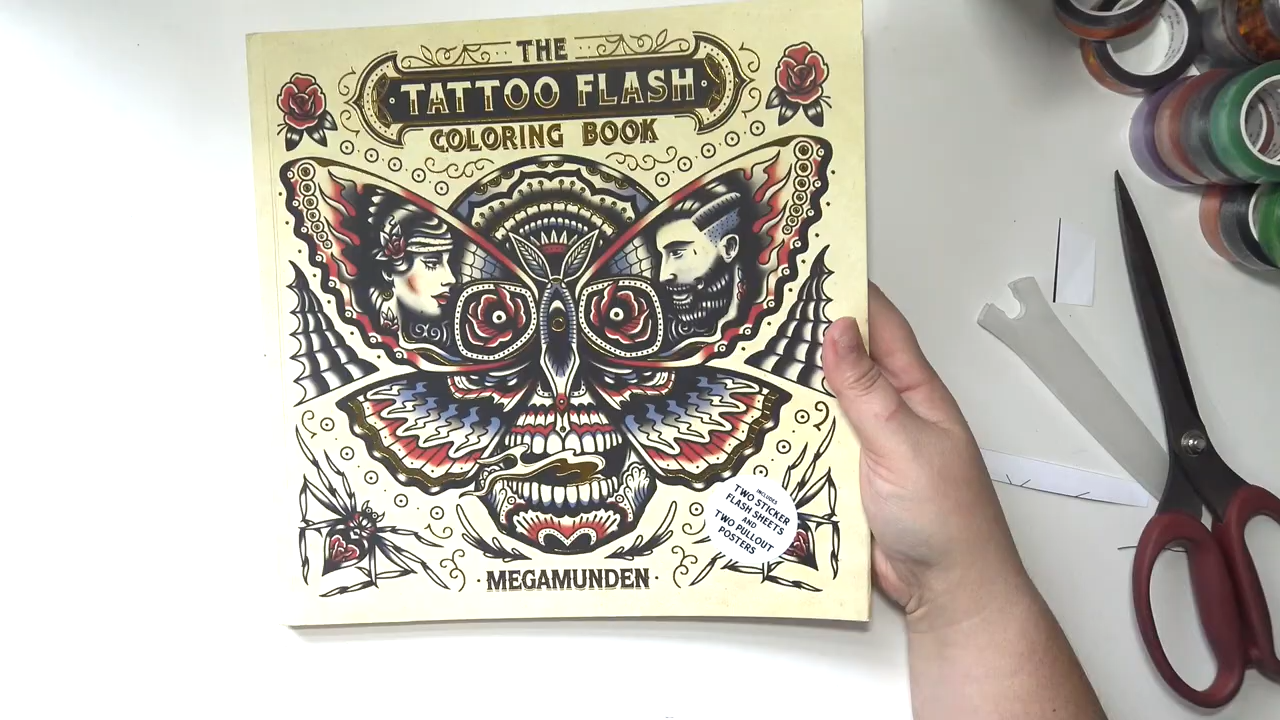 THE
TATTOO FLASH
COLORING BOOK
INCLUDES
TWO STICKER
FLASH SHEETS
AND
TWO PULLOUT
POSTERS
· MEGAMUNDEN ·